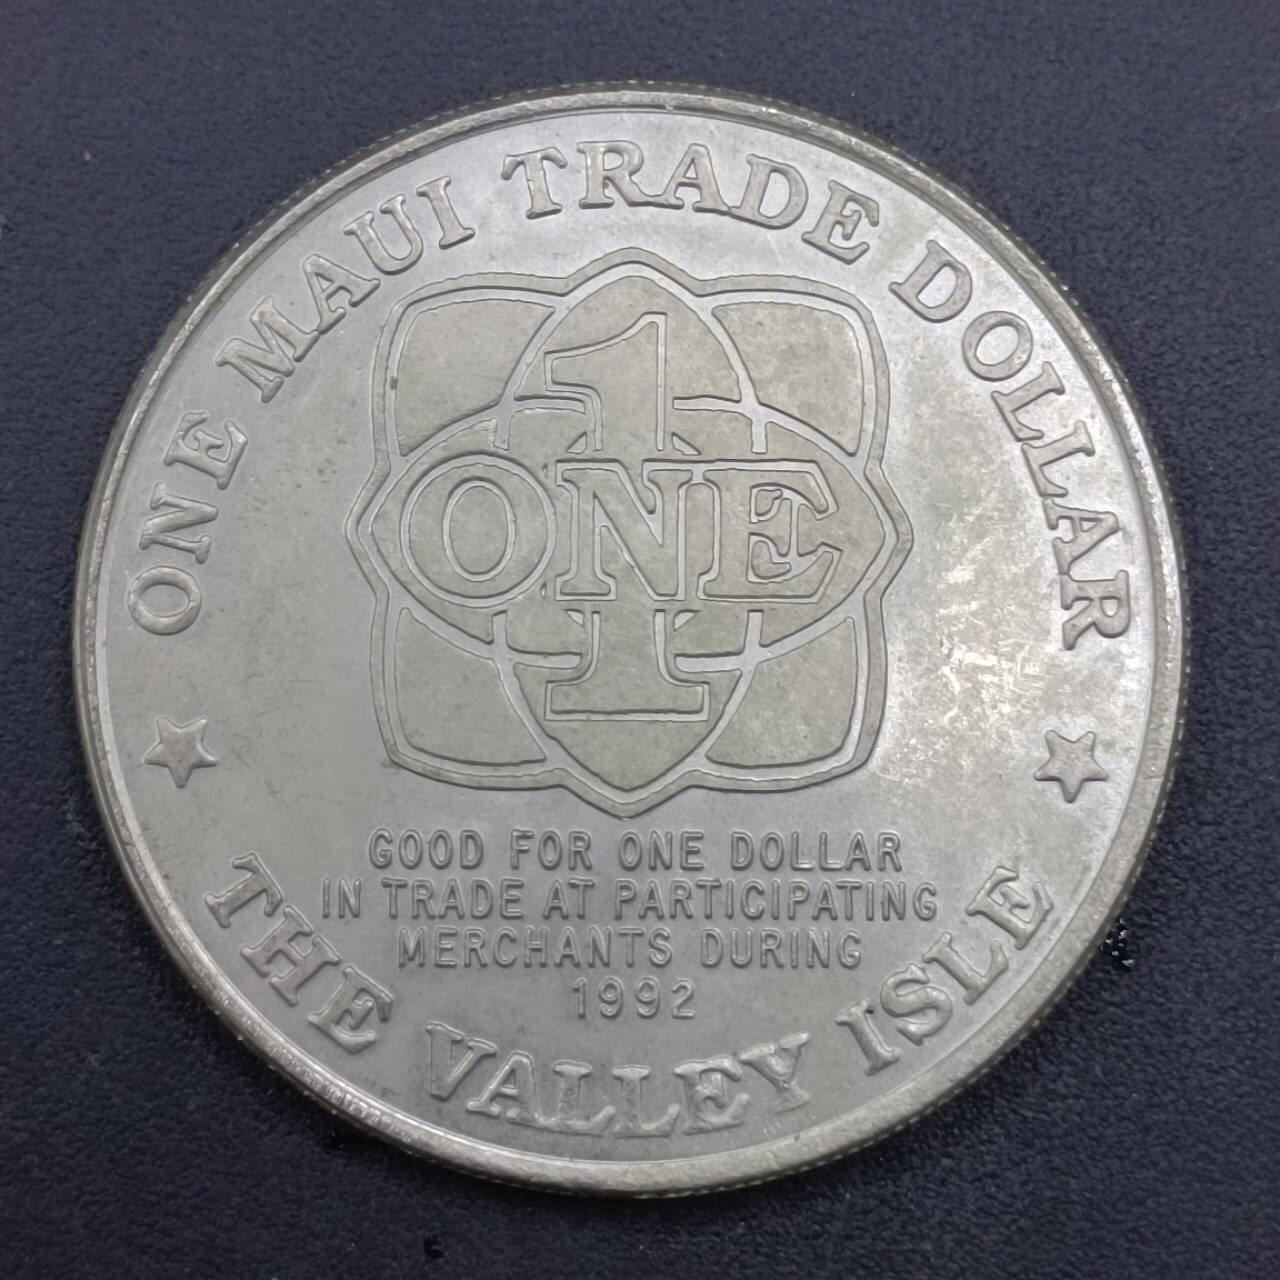 ONE MAUI TRADE DOLLAR
1
ONE
GOOD FOR ONE DOLLAR
IN TRADE AT PARTICIPATING
MERCHANTS DURING
1992
THE VALLEY ISLE